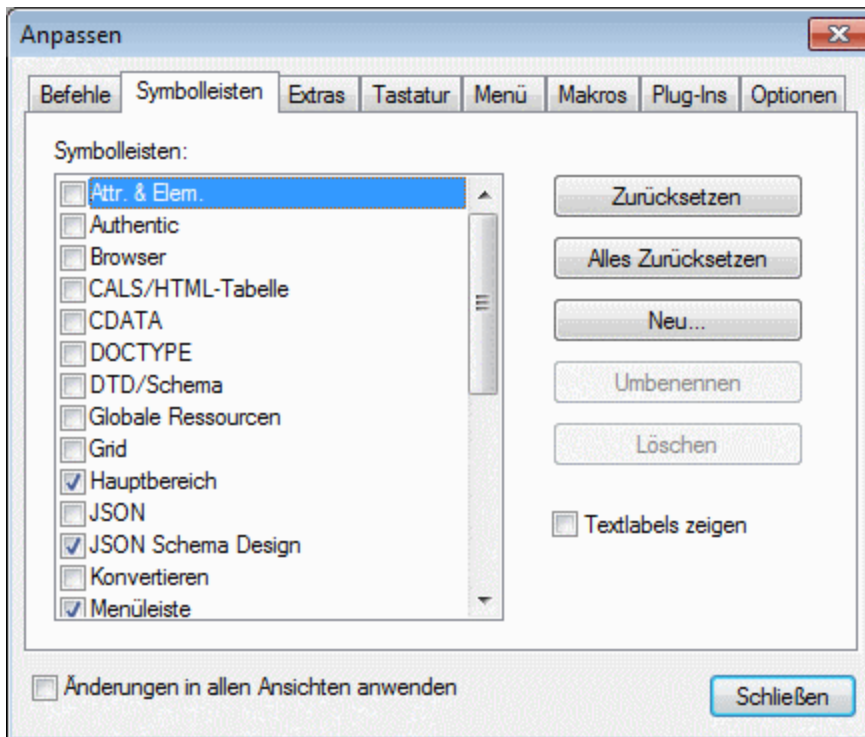 Anpassen
Befehle Symbolleisten Extras Tastatur Menü Makros Plug-Ins Optionen
Symbolleisten:
Attr. & Elem.
Authentic
Browser
CALS/HTML-Tabelle
CDATA
DOCTYPE
DTD/Schema
Globale Ressourcen
Grid
Hauptbereich
JSON
JSON Schema Design
Konvertieren
Menüleiste
Zurücksetzen
Alles Zurücksetzen
Neu...
Umbenennen
Löschen
Textlabels zeigen
Änderungen in allen Ansichten anwenden
Schließen